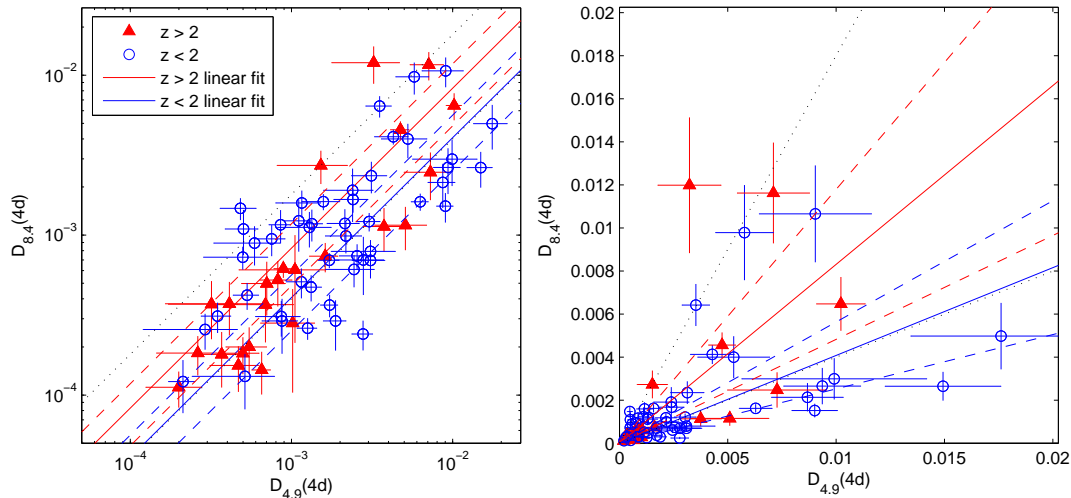 z > 2
z < 2
z > 2 linear fit
z < 2 linear fit
10⁻²
10⁻³
10⁻⁴
D₈.₄(4d)
10⁻⁴
10⁻³
10⁻²
D₄.₉(4d)
0.02
0.018
0.016
0.014
0.012
0.01
0.008
0.006
0.004
0.002
0
D₈.₄(4d)
0
0.005
0.01
0.015
0.02
D₄.₉(4d)